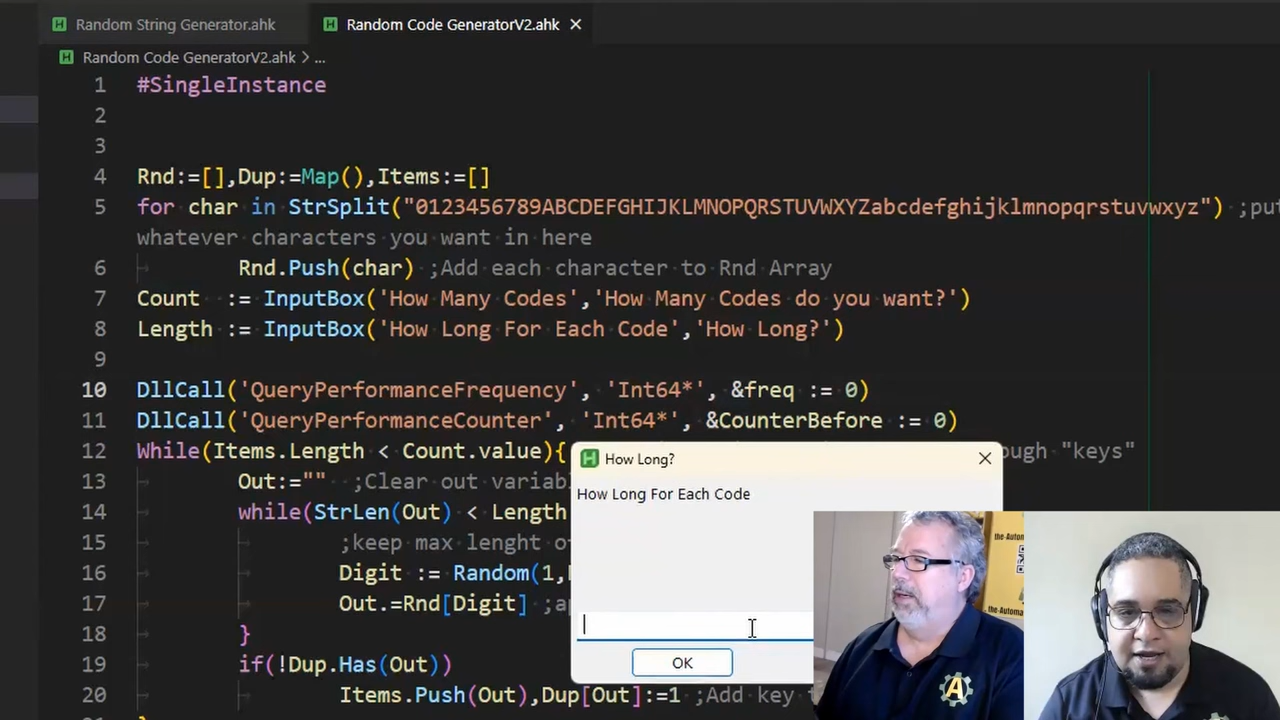 Random String Generator.ahk
Random Code GeneratorV2.ahk
Random Code GeneratorV2.ahk > ...
1 #SingleInstance
2
3
4 Rnd:=[],Dup:=Map(),Items:=[]
5 for char in StrSplit("0123456789ABCDEFGHIJKLMNOPQRSTUVWXYZabcdefghijklmnopqrstuvwxyz") ;put
whatever characters you want in here
6 Rnd.Push(char) ;Add each character to Rnd Array
7 Count := InputBox('How Many Codes','How Many Codes do you want?')
8 Length := InputBox('How Long For Each Code','How Long?')
9
10 DllCall('QueryPerformanceFrequency', 'Int64*', &freq := 0)
11 DllCall('QueryPerformanceCounter', 'Int64*', &CounterBefore := 0)
12 While(Items.Length < Count.value){ "keys"
13 Out:="" ;Clear out
14 while(StrLen(Out) < Length
15 ;keep max lenght
16 Digit := Random(1,
17 Out.=Rnd[Digit]
18 }
19 if(!Dup.Has(Out))
20 Items.Push(Out),Dup[Out]:=1 ;Add key
How Long?
How Long For Each Code
OK
the-Automa
the-Automa
A